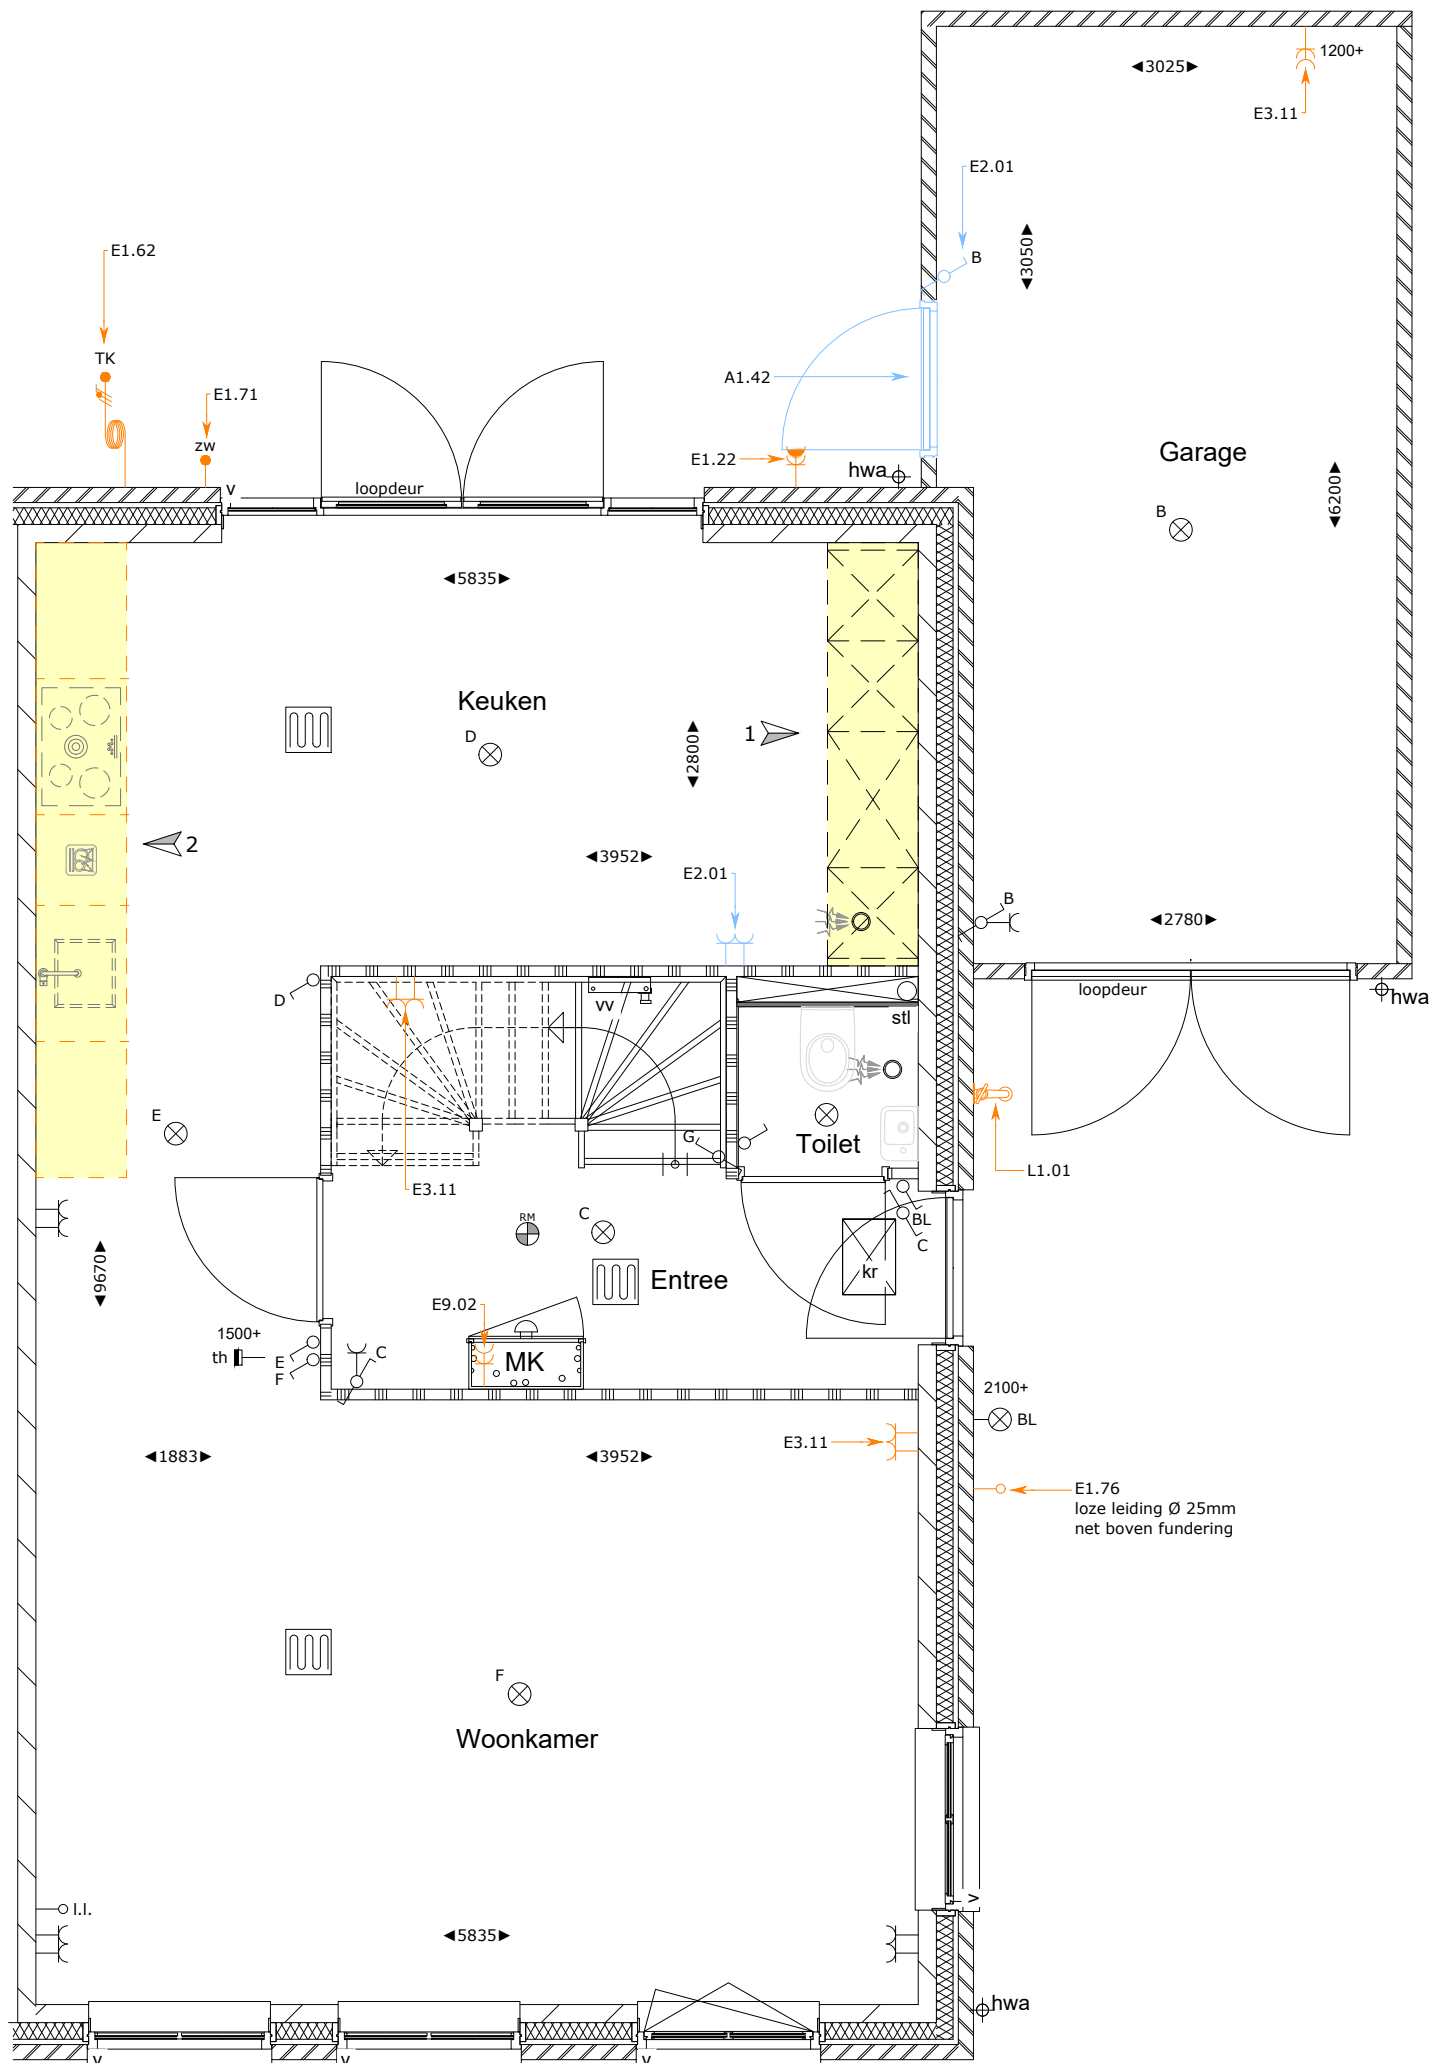 1200+
◄3025►
E3.11
E2.01
B
◄3050►
E1.62
TK
A1.42
E1.71
zw
Garage
E1.22
hwa
v
loopdeur
◄6200►
B
◄5835►
Keuken
D
1
◄2800►
2
◄3952►
E2.01
B
◄2780►
loopdeur
hwa
D
vv
stl
E
G
Toilet
L1.01
E3.11
RM
C
BL
C
◄9670►
kr
Entree
E9.02
1500+
th
E
F
C
MK
2100+
BL
E3.11
◄1883►
◄3952►
E1.76
loze leiding Ø 25mm
net boven fundering
F
Woonkamer
v
l.l.
◄5835►
hwa
v
v
v